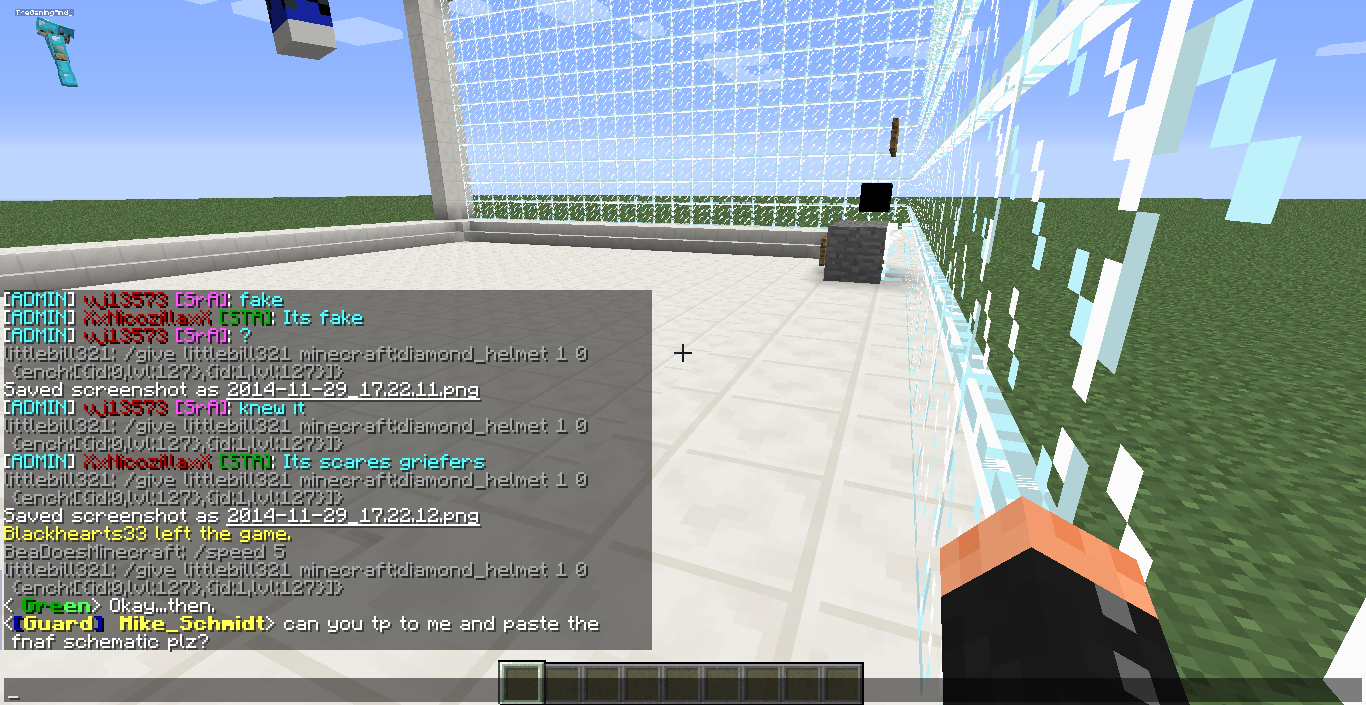 TheGamingAnd_
[ADMIN] vj13573 [SrA]: fake
[ADMIN] XxNicozillaxX [STA]: Its fake
[ADMIN] vj13573 [SrA]: ?
littlebill321: /give littlebill321 minecraft:diamond_helmet 1 0
{ench:[{id:0,lvl:127},{id:1,lvl:127}]}
Saved screenshot as 2014-11-29_17.22.11.png
[ADMIN] vj13573 [SrA]: knew it
littlebill321: /give littlebill321 minecraft:diamond_helmet 1 0
{ench:[{id:0,lvl:127},{id:1,lvl:127}]}
[ADMIN] XxNicozillaxX [STA]: Its scares griefers
littlebill321: /give littlebill321 minecraft:diamond_helmet 1 0
{ench:[{id:0,lvl:127},{id:1,lvl:127}]}
Saved screenshot as 2014-11-29_17.22.12.png
Blackhearts33 left the game.
BeaDoesMinecraft: /speed 5
littlebill321: /give littlebill321 minecraft:diamond_helmet 1 0
{ench:[{id:0,lvl:127},{id:1,lvl:127}]}
< Green> Okay...then.
<[Guard] Mike_Schmidt> can you tp to me and paste the
fnaf schematic plz?
_